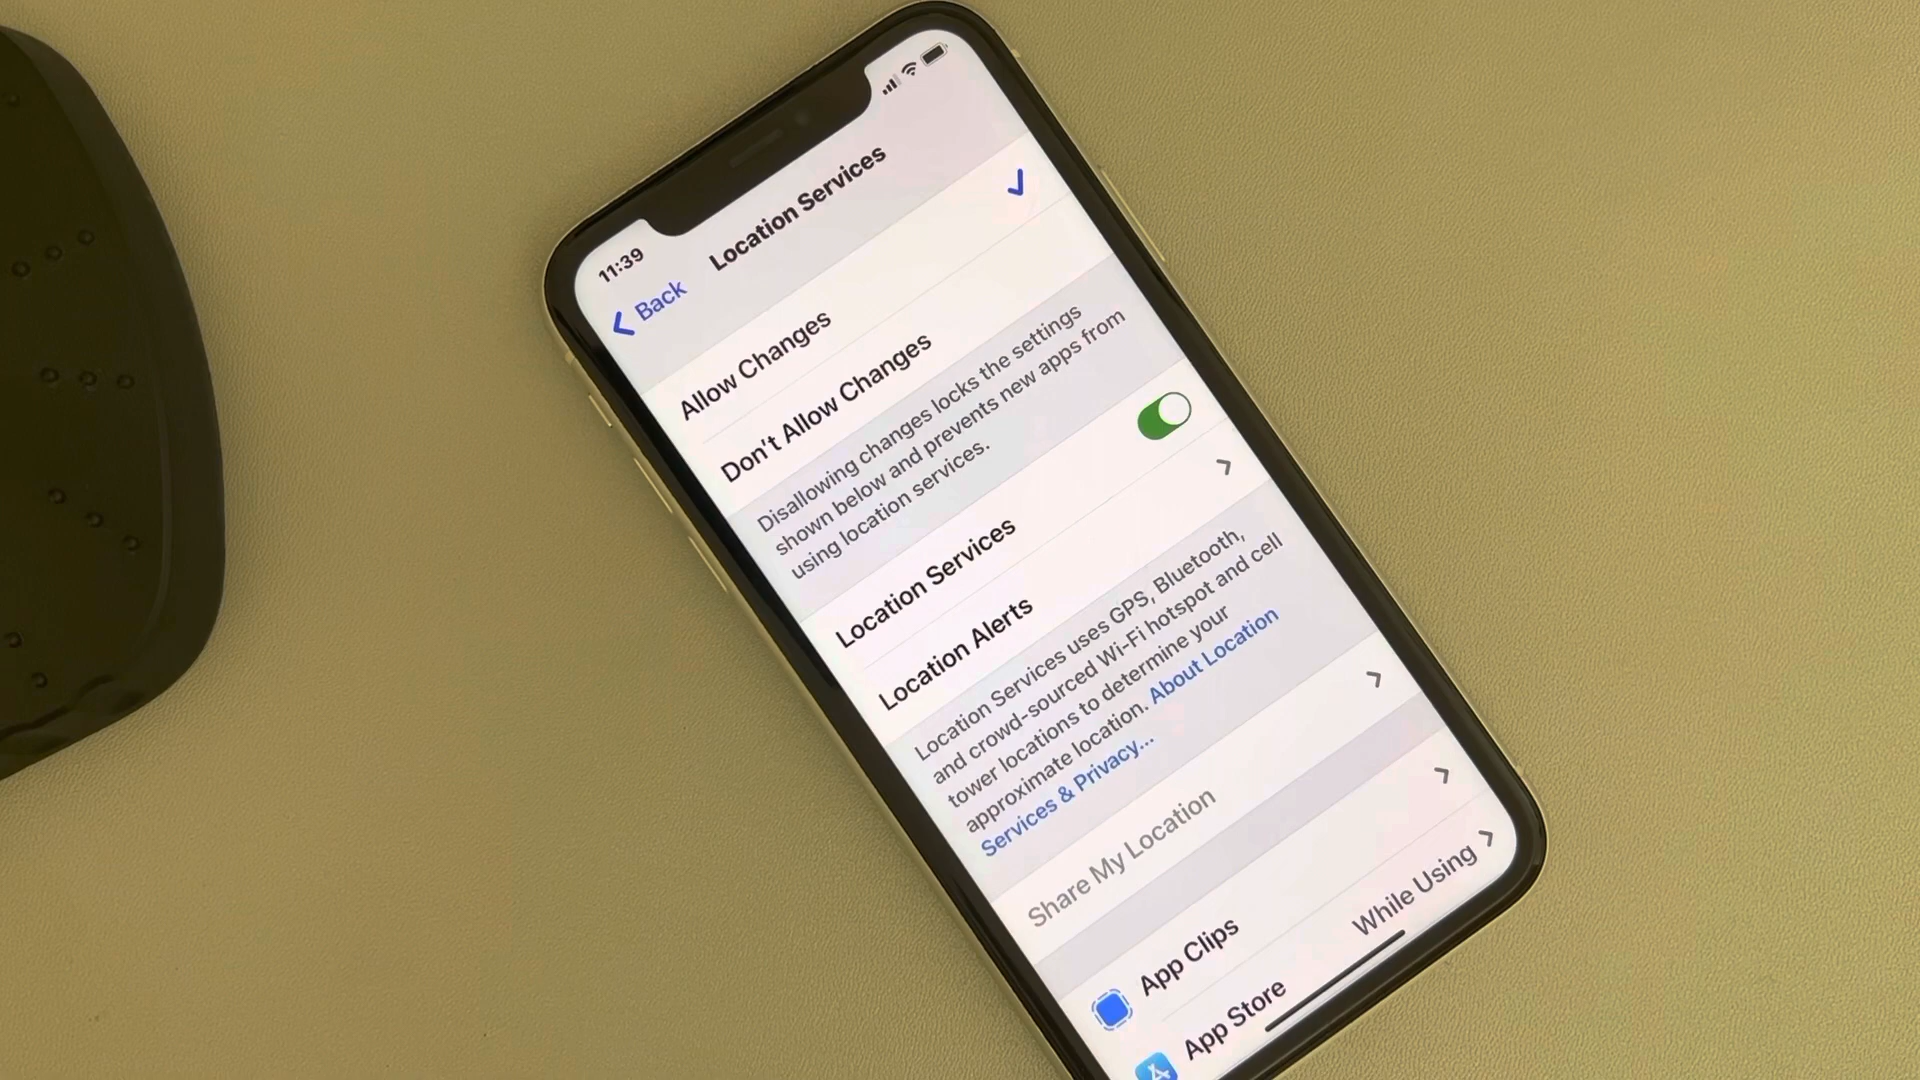 11:39
Back
Location Services
Allow Changes
Don't Allow Changes
Disallowing changes locks the settings
shown below and prevents new apps from
using location services.
Location Services
Location Alerts
Location Services uses GPS, Bluetooth,
and crowd-sourced Wi-Fi hotspot and cell
tower locations to determine your
approximate location. About Location
Services & Privacy...
Share My Location
App Clips
App Store While Using